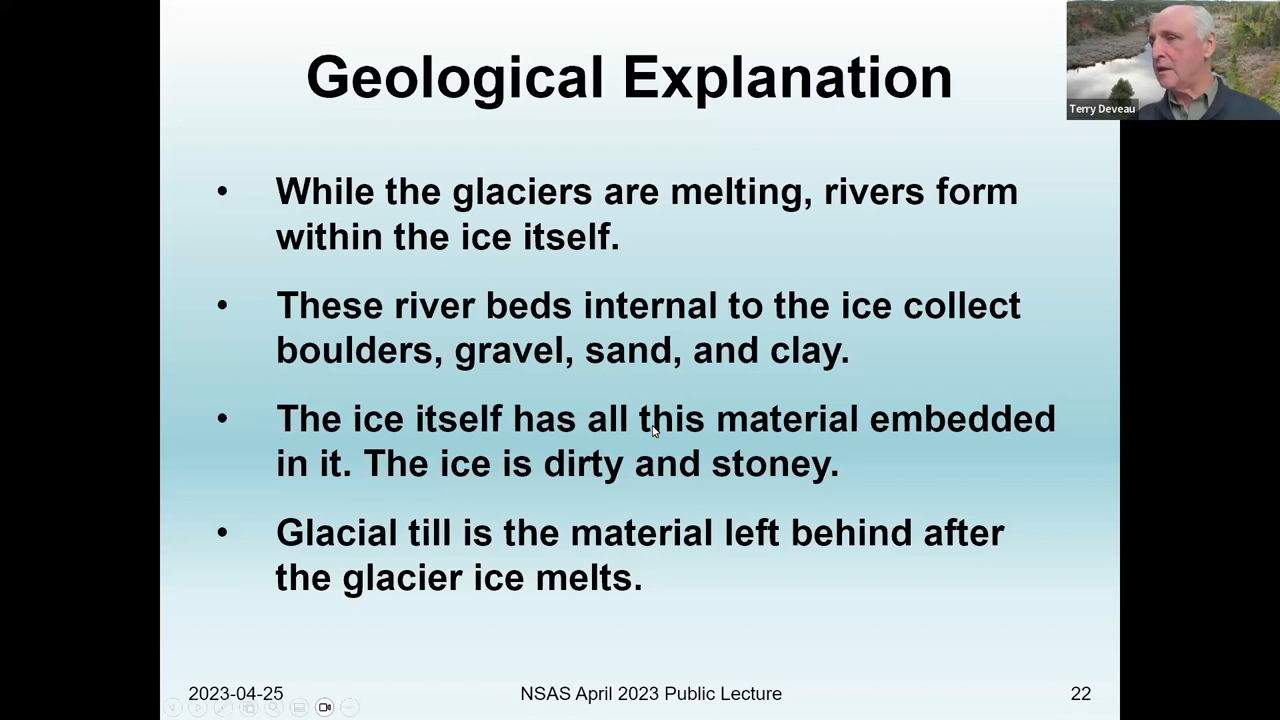 Geological Explanation
Terry Deveau
• While the glaciers are melting, rivers form
within the ice itself.
• These river beds internal to the ice collect
boulders, gravel, sand, and clay.
• The ice itself has all this material embedded
in it. The ice is dirty and stoney.
• Glacial till is the material left behind after
the glacier ice melts.
2023-04-25
NSAS April 2023 Public Lecture
22